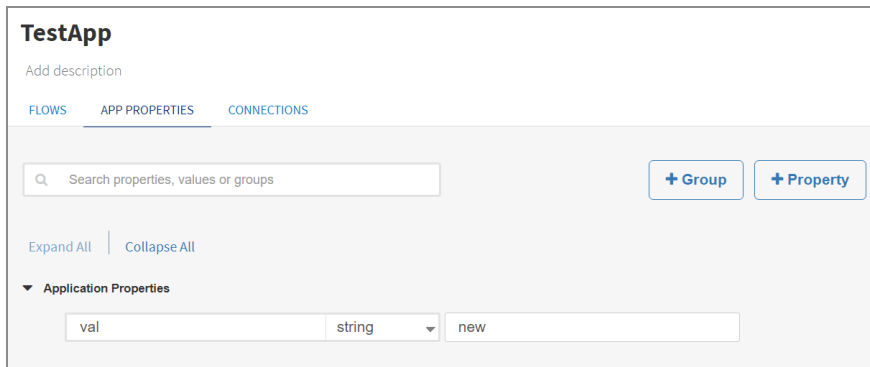 TestApp
Add description
FLOWS APP PROPERTIES CONNECTIONS
Search properties, values or groups + Group + Property
Expand All Collapse All
Application Properties
val string new